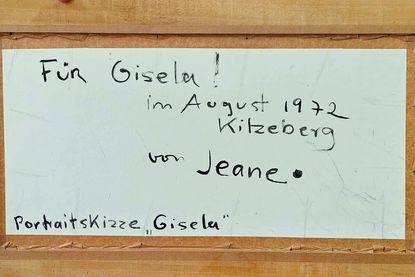 Für Gisela!
im August 1972
Kitzeberg
von Jeane.
Portraitskizze „Gisela"